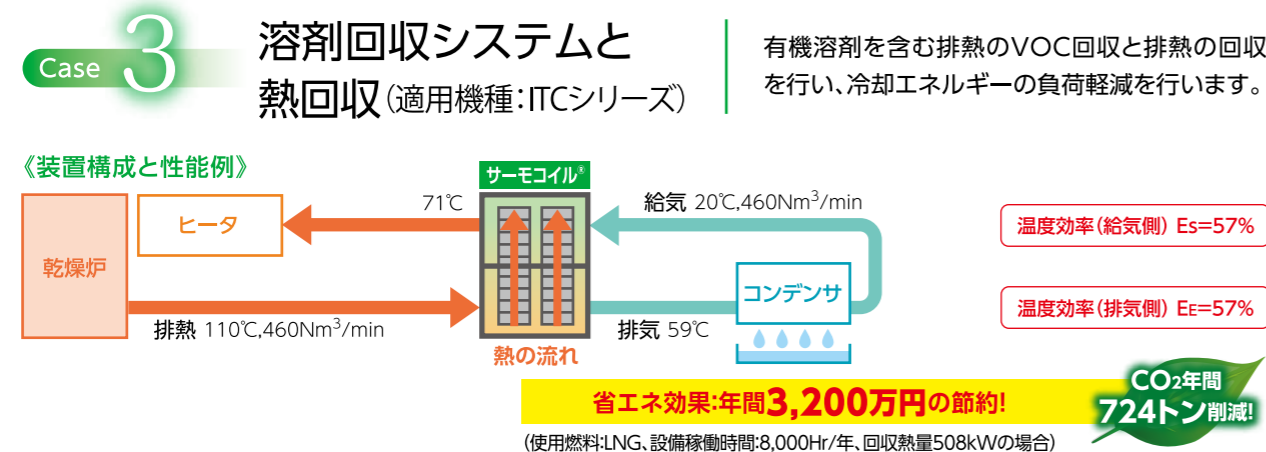 Case 3
溶剤回収システムと
熱回収(適用機種:ITCシリーズ)
有機溶剤を含む排熱のVOC回収と排熱の回収
を行い、冷却エネルギーの負荷軽減を行います。
《装置構成と性能例》
サーモコイル®
ヒータ
71℃
給気 20℃,460Nm³/min
温度効率(給気側) Es=57%
乾燥炉
コンデンサ
排熱 110℃,460Nm³/min
排気 59℃
温度効率(排気側) EE=57%
熱の流れ
省エネ効果:年間3,200万円の節約!
CO2年間
724トン削減!
(使用燃料:LNG、設備稼働時間:8,000Hr/年、回収熱量508kWの場合)